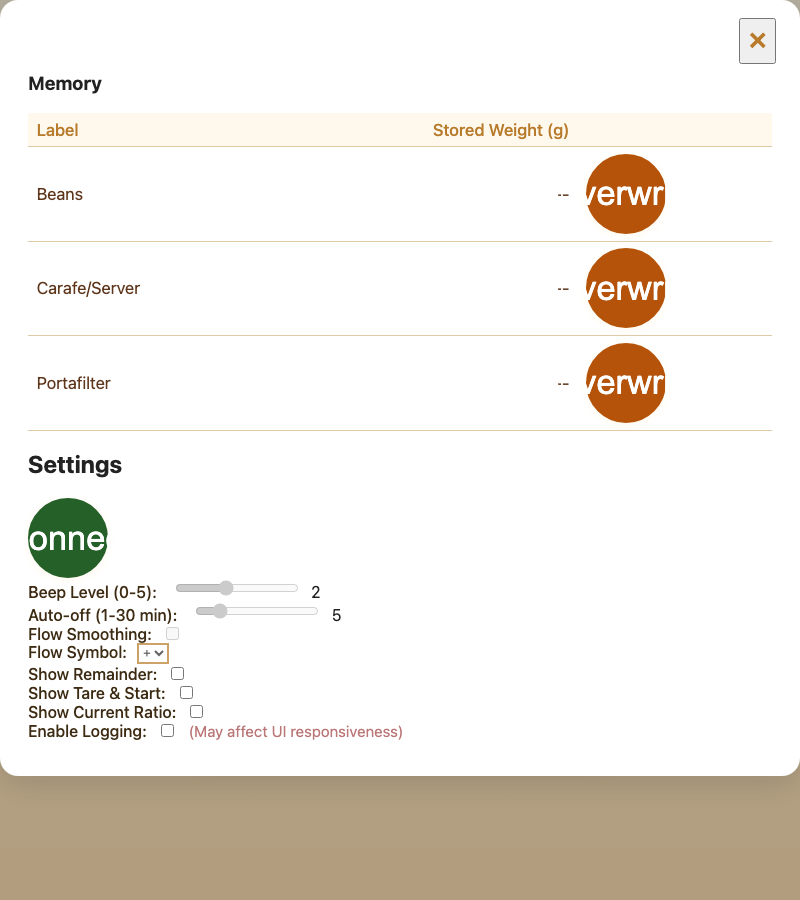 ×
Memory
Label Stored Weight (g)
Beans -- verwr
Carafe/Server -- verwr
Portafilter -- verwr
Settings
onne
Beep Level (0-5): 2
Auto-off (1-30 min): 5
Flow Smoothing:
Flow Symbol: +
Show Remainder:
Show Tare & Start:
Show Current Ratio:
Enable Logging: (May affect UI responsiveness)